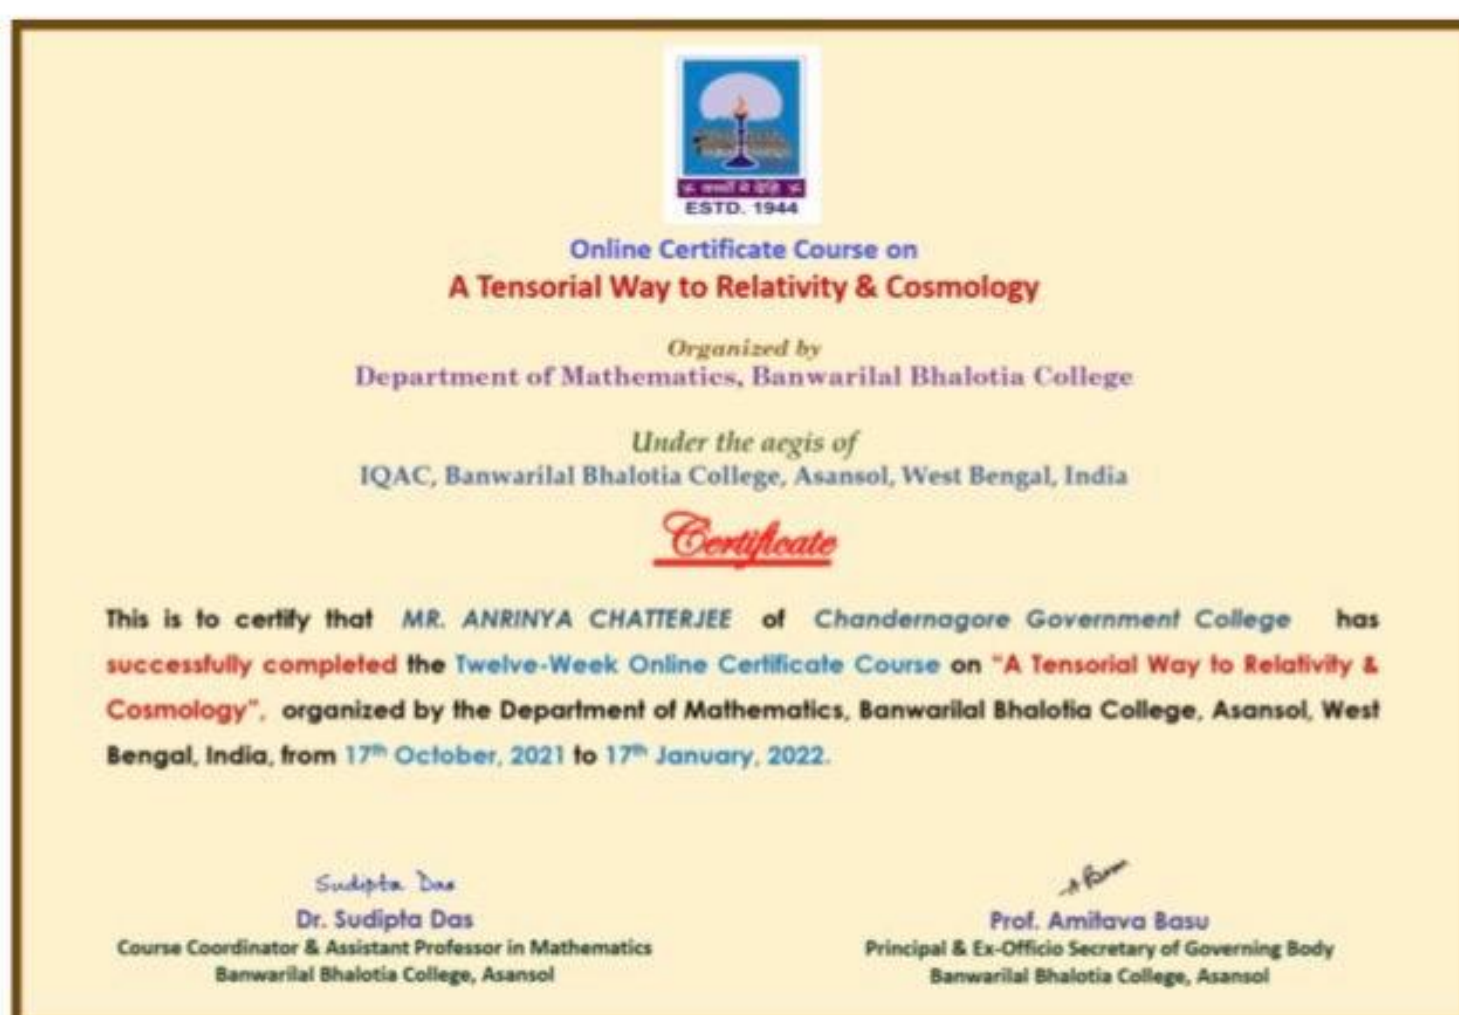 ESTD. 1944
Online Certificate Course on
A Tensorial Way to Relativity & Cosmology
Organized by
Department of Mathematics, Banwarilal Bhalotia College
Under the aegis of
IQAC, Banwarilal Bhalotia College, Asansol, West Bengal, India
Certificate
This is to certify that MR. ANRINYA CHATTERJEE of Chandernagore Government College has
successfully completed the Twelve-Week Online Certificate Course on "A Tensorial Way to Relativity &
Cosmology", organized by the Department of Mathematics, Banwarilal Bhalotia College, Asansol, West
Bengal, India, from 17th October, 2021 to 17th January, 2022.
Sudipta Das
Dr. Sudipta Das
Course Coordinator & Assistant Professor in Mathematics
Banwarilal Bhalotia College, Asansol
Prof. Amitava Basu
Principal & Ex-Officio Secretary of Governing Body
Banwarilal Bhalotia College, Asansol